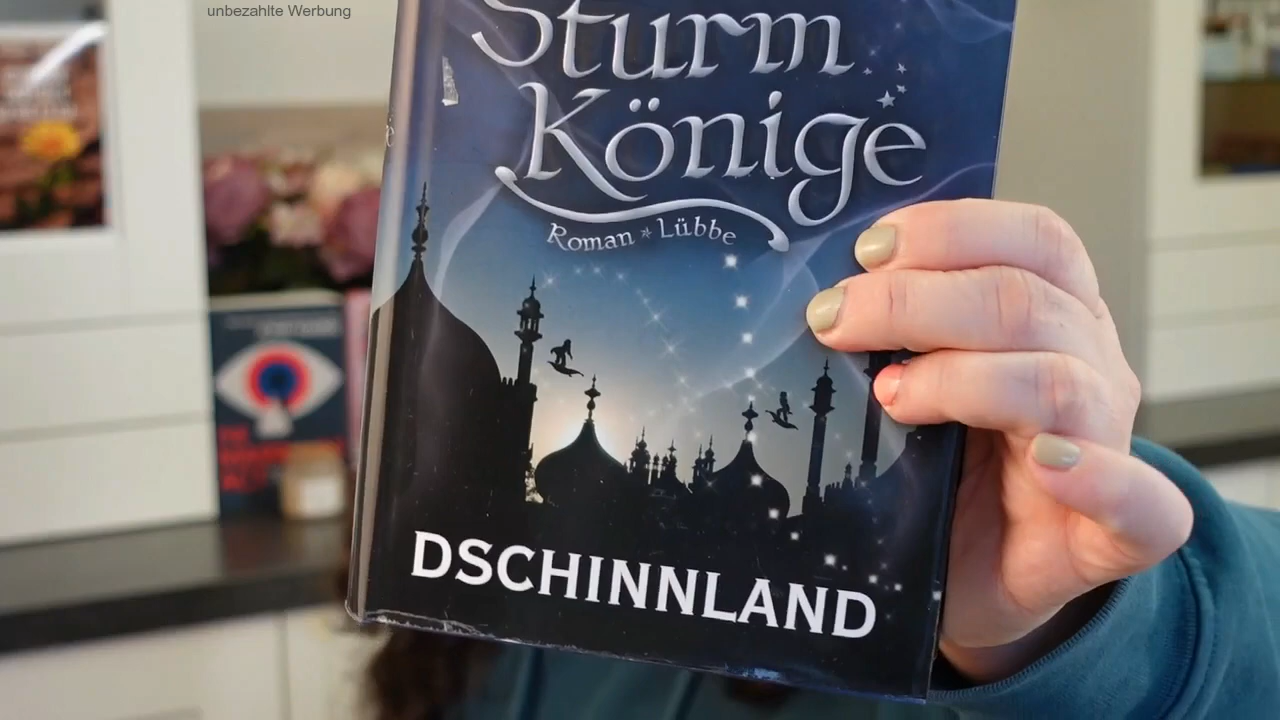 unbezahlte Werbung
Sturm
Könige
Roman * Lübbe
DSCHINNLAND